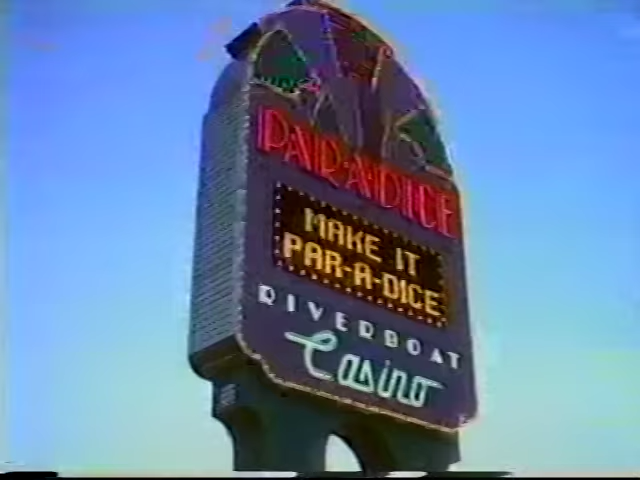 PAR-A-DICE
MAKE IT
PAR-A-DICE
RIVERBOAT
Casino